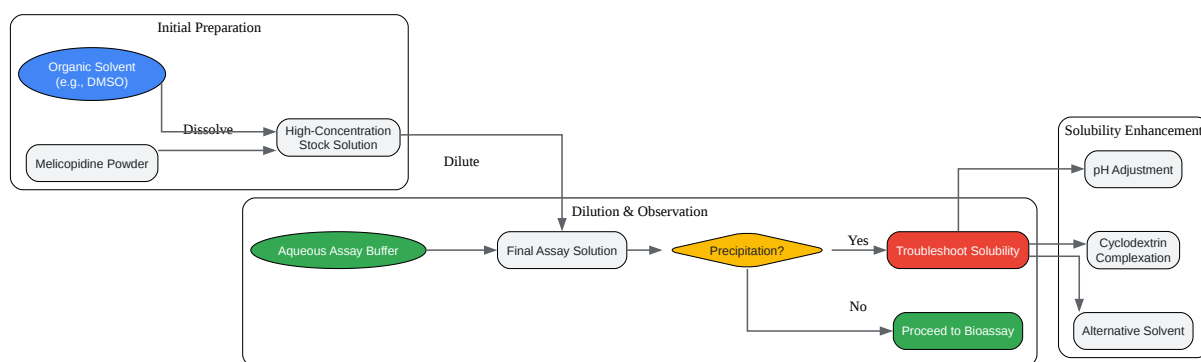 Initial Preparation
Organic Solvent
(e.g., DMSO)
Dissolve
High-Concentration
Stock Solution
Melicopidine Powder
Dilute
Solubility Enhancement
pH Adjustment
Dilution & Observation
Aqueous Assay Buffer
Final Assay Solution
Precipitation?
Yes
Troubleshoot Solubility
Cyclodextrin
Complexation
No
Proceed to Bioassay
Alternative Solvent